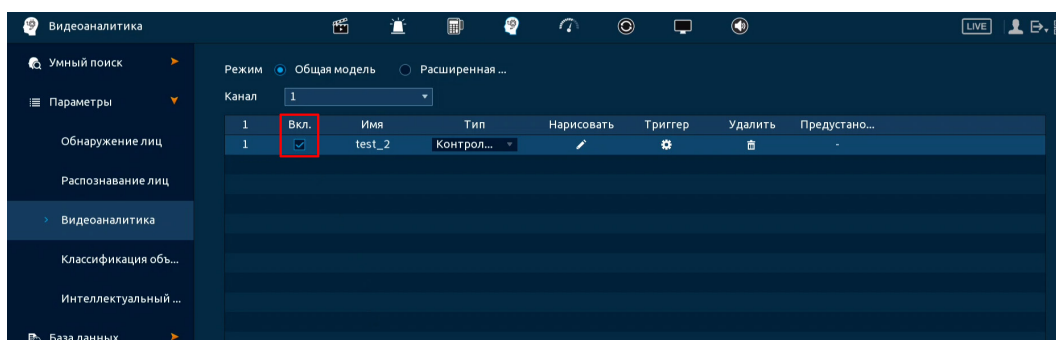 Видеоаналитика LIVE
Умный поиск
Режим Общая модель Расширенная ...
Параметры
Канал 1
1 Вкл. Имя Тип Нарисовать Триггер Удалить Предустано...
1 test_2 Контрол... -
Обнаружение лиц
Распознавание лиц
Видеоаналитика
Классификация объ...
Интеллектуальный ...
База данных